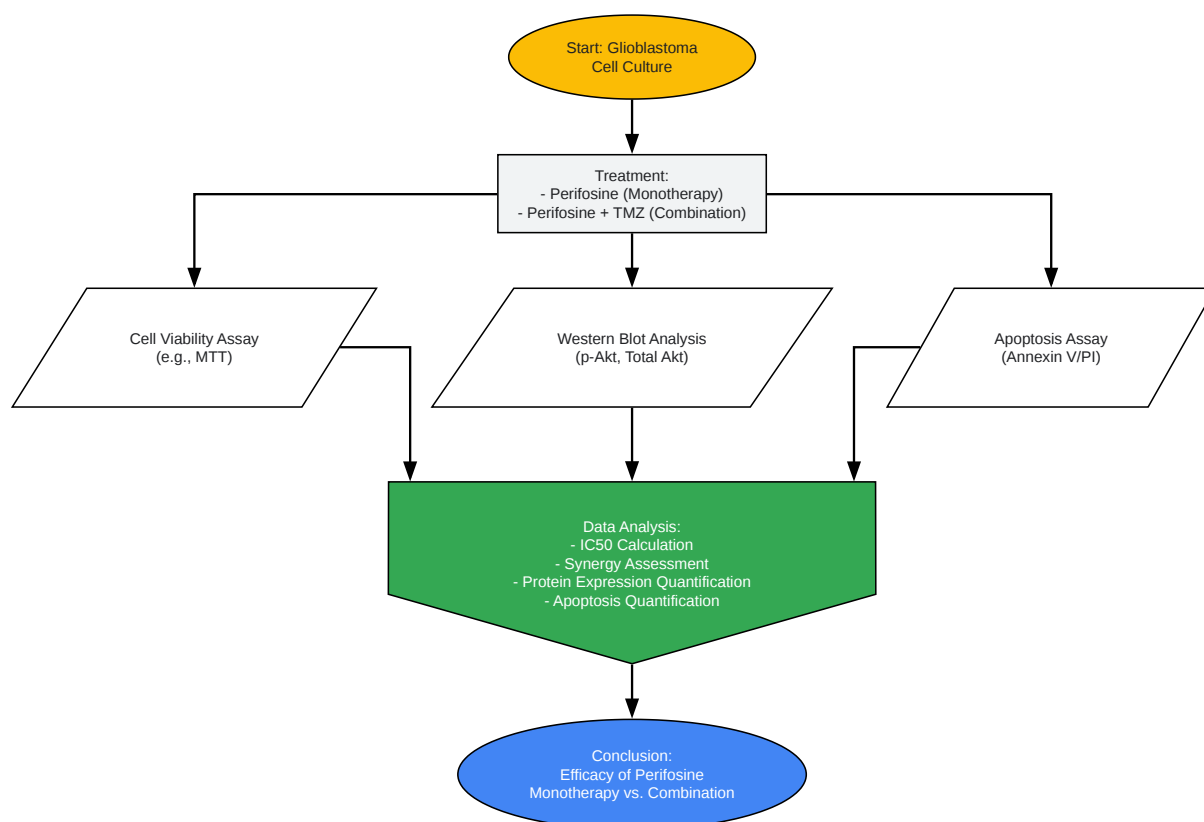 Start: Glioblastoma
Cell Culture
Treatment:
- Perifosine (Monotherapy)
- Perifosine + TMZ (Combination)
Cell Viability Assay
(e.g., MTT)
Western Blot Analysis
(p-Akt, Total Akt)
Apoptosis Assay
(Annexin V/PI)
Data Analysis:
- IC50 Calculation
- Synergy Assessment
- Protein Expression Quantification
- Apoptosis Quantification
Conclusion:
Efficacy of Perifosine
Monotherapy vs. Combination